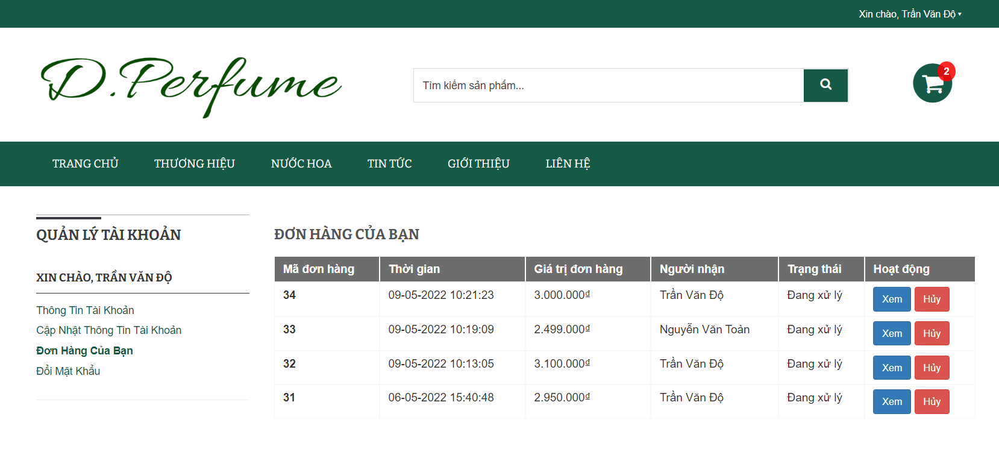 Xin chào, Trần Văn Độ ▾
D.Perfume
Tìm kiếm sản phẩm...
2
TRANG CHỦ THƯƠNG HIỆU NƯỚC HOA TIN TỨC GIỚI THIỆU LIÊN HỆ
QUẢN LÝ TÀI KHOẢN
XIN CHÀO, TRẦN VĂN ĐỘ
Thông Tin Tài Khoản
Cập Nhật Thông Tin Tài Khoản
Đơn Hàng Của Bạn
Đổi Mật Khẩu
ĐƠN HÀNG CỦA BẠN
Mã đơn hàng Thời gian Giá trị đơn hàng Người nhận Trạng thái Hoạt động
34 09-05-2022 10:21:23 3.000.000₫ Trần Văn Độ Đang xử lý Xem Hủy
33 09-05-2022 10:19:09 2.499.000₫ Nguyễn Văn Toàn Đang xử lý Xem Hủy
32 09-05-2022 10:13:05 3.100.000₫ Trần Văn Độ Đang xử lý Xem Hủy
31 06-05-2022 15:40:48 2.950.000₫ Trần Văn Độ Đang xử lý Xem Hủy